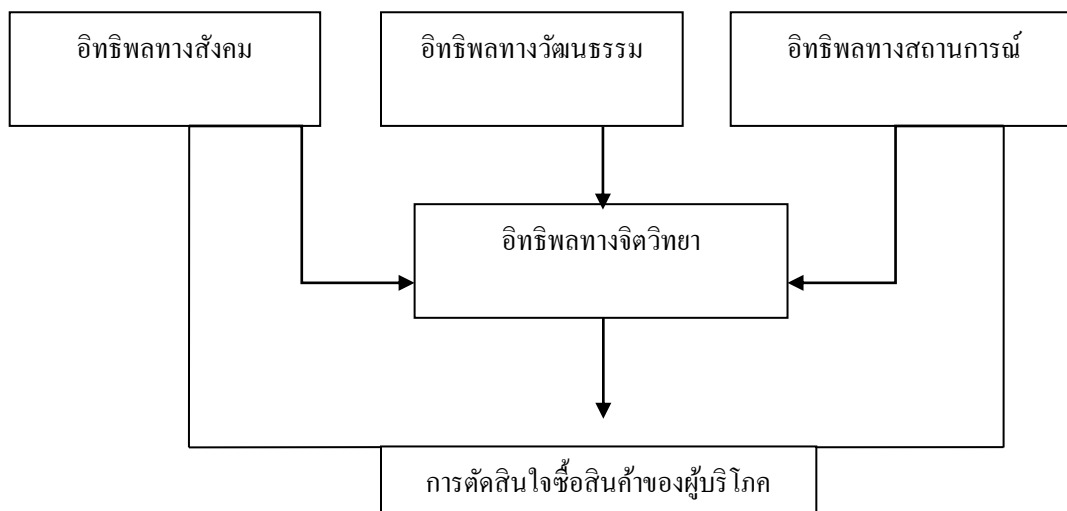 อิทธิพลทางสังคม
อิทธิพลทางวัฒนธรรม
อิทธิพลทางสถานการณ์
อิทธิพลทางจิตวิทยา
การตัดสินใจซื้อสินค้าของผู้บริโภค